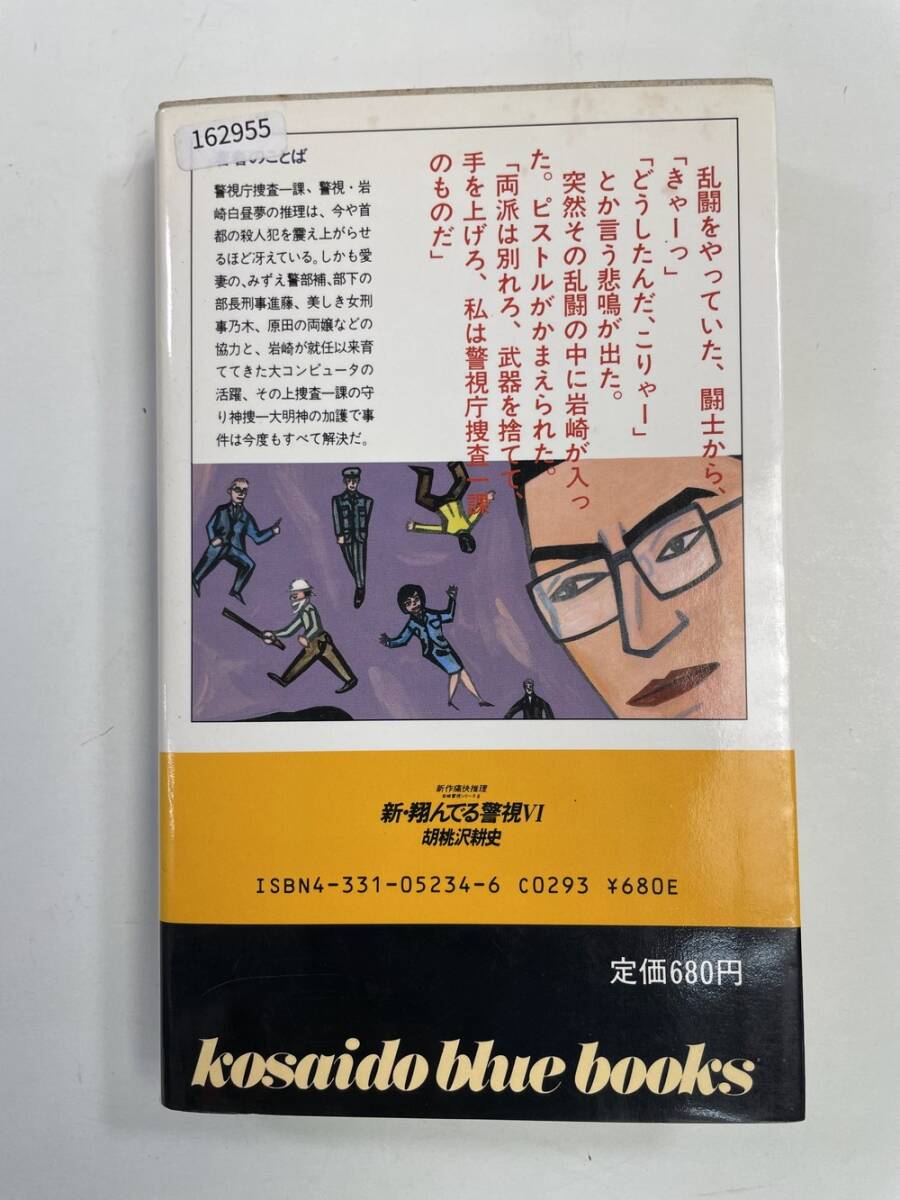 162955
のことば
警視庁捜査一課、警視・岩
崎白昼夢の推理は、今や首
都の殺人犯を震え上がらせ
るほど冴えている。しかも愛
妻の、みずえ警部補、部下の
部長刑事進藤、美しき女刑
事乃木、原田の両嬢などの
協力と、岩崎が就任以来育
ててきた大コンピュータの
活躍、その上捜査一課の守
り神捜一大明神の加護で事
件は今度もすべて解決だ。
乱闘をやっていた、闘士から、
「きゃーっ」
「どうしたんだ、こりゃー」
とか言う悲鳴が出た。
突然その乱闘の中に岩崎が入っ
た。ピストルがかまえられた。
「両派は別れろ、武器を捨てて、
手を上げろ、私は警視庁捜査一課
のものだ」
新作痛快推理
新・翔んでる警視VI
胡桃沢耕史
ISBN4-331-05234-6 C0293 ¥680E
定価680円
kosaido blue books